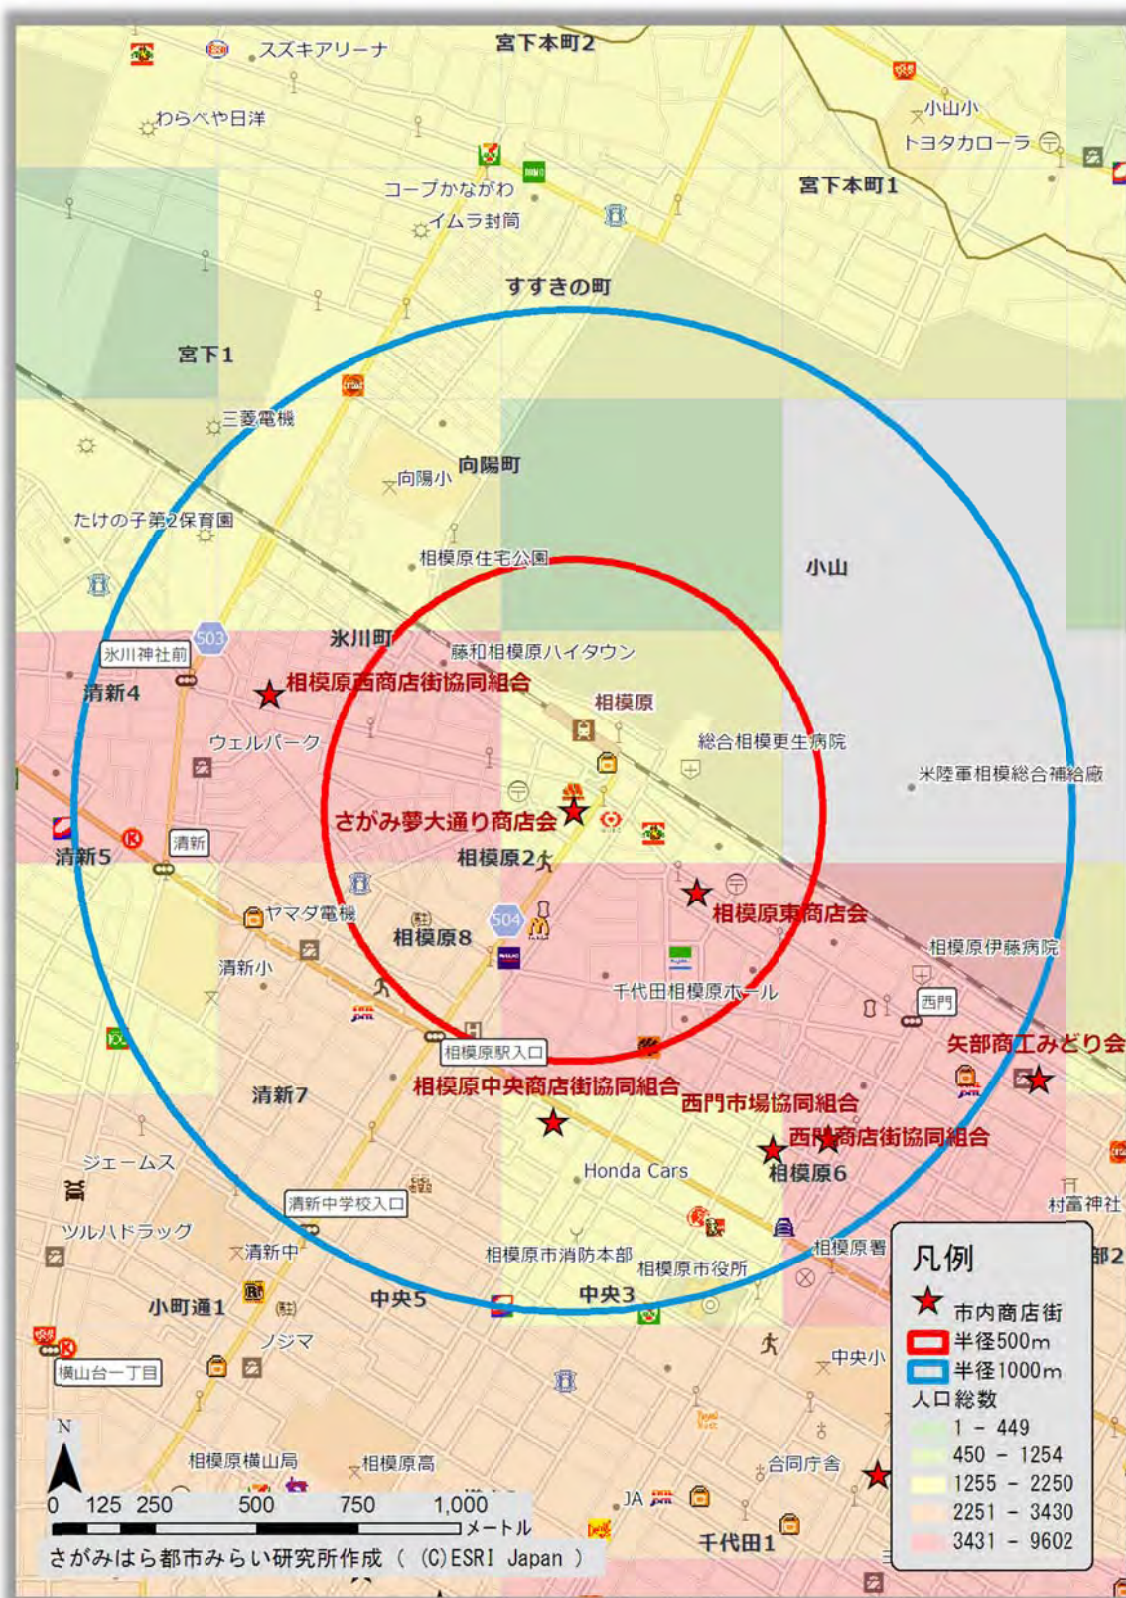 宮下本町2
スズキアリーナ
小山小
トヨタカローラ
わらべや日洋
宮下本町1
コープかながわ
イムラ封筒
すすきの町
宮下1
三菱電機
向陽町
向陽小
たけの子第2保育園
相模原住宅公園
小山
503
氷川町
氷川神社前
藤和相模原ハイタウン
清新4
相模原西商店街協同組合
相模原
ウェルパーク
総合相模更生病院
米陸軍相模総合補給廠
さがみ夢大通り商店会
清新
清新5
相模原2
ヤマダ電機
504
相模原東商店会
相模原8
相模原伊藤病院
清新小
千代田相模原ホール
西門
相模原駅入口
矢部商工みどり会
相模原中央商店街協同組合
清新7
西門市場協同組合
西門商店街協同組合
ジェームス
Honda Cars
相模原6
清新中学校入口
村富神社
ツルハドラッグ
清新中
相模原市消防本部
相模原署
相模原市役所
部2
小町通1
中央5
中央3
ノジマ
横山台一丁目
中央小
相模原横山局
相模原高
合同庁舎
JA
千代田1
凡例
市内商店街
半径500m
半径1000m
人口総数
1 - 449
450 - 1254
1255 - 2250
2251 - 3430
3431 - 9602
N
0 125 250 500 750 1,000
メートル
さがみはら都市みらい研究所作成（ (C)ESRI Japan ）